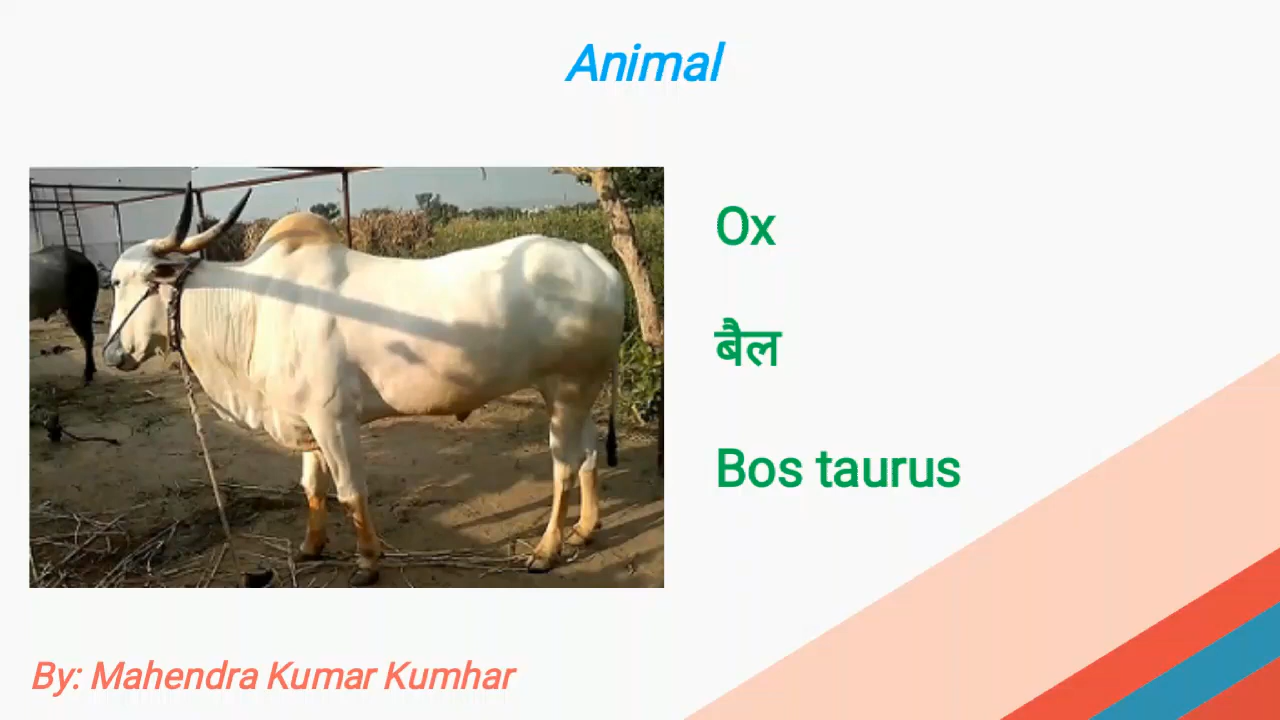 Animal
Ox
बैल
Bos taurus
By: Mahendra Kumar Kumhar